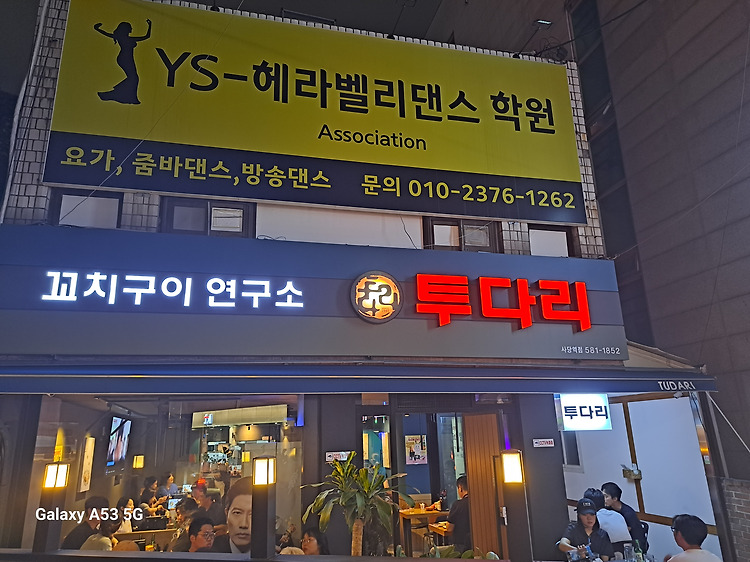 YS-헤라벨리댄스 학원
Association
요가, 줌바댄스,방송댄스 문의 010-2376-1262
꼬치구이 연구소 투다리
사당역점 581-1852
TUDARI
투다리
Galaxy A53 5G